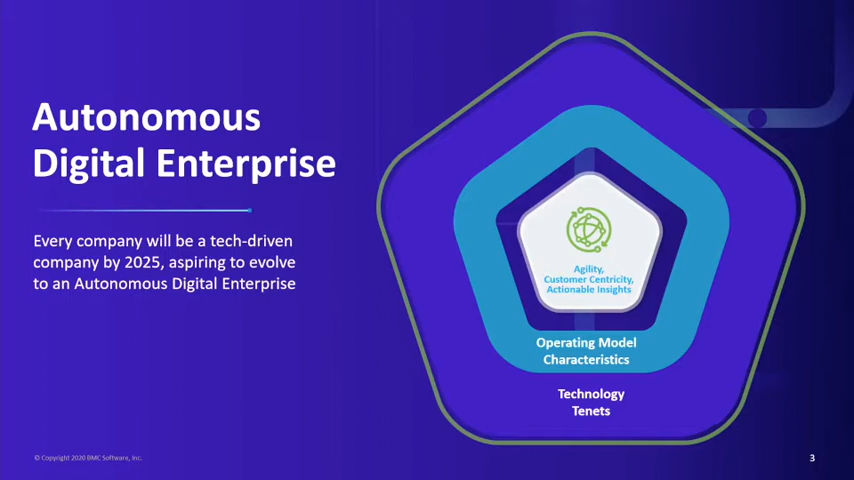 Autonomous
Digital Enterprise
Every company will be a tech-driven
company by 2025, aspiring to evolve
to an Autonomous Digital Enterprise
Agility,
Customer Centricity,
Actionable Insights
Operating Model
Characteristics
Technology
Tenets
© Copyright 2020 BMC Software, Inc.
3